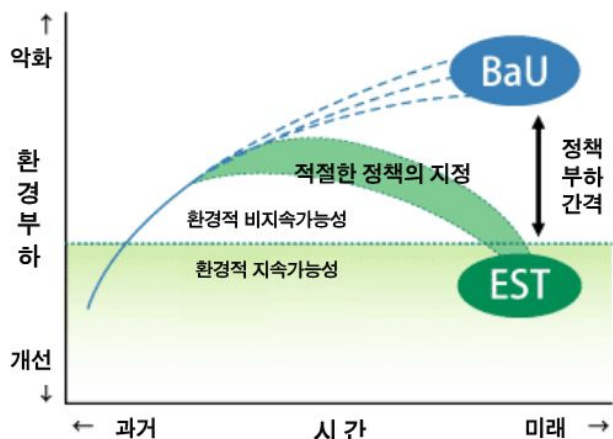 ↑
악화
환
경
부
하
개선
↓
BaU
정책
부하
간격
적절한 정책의 지정
환경적 비지속가능성
환경적 지속가능성
EST
← 과거 시 간 미래 →